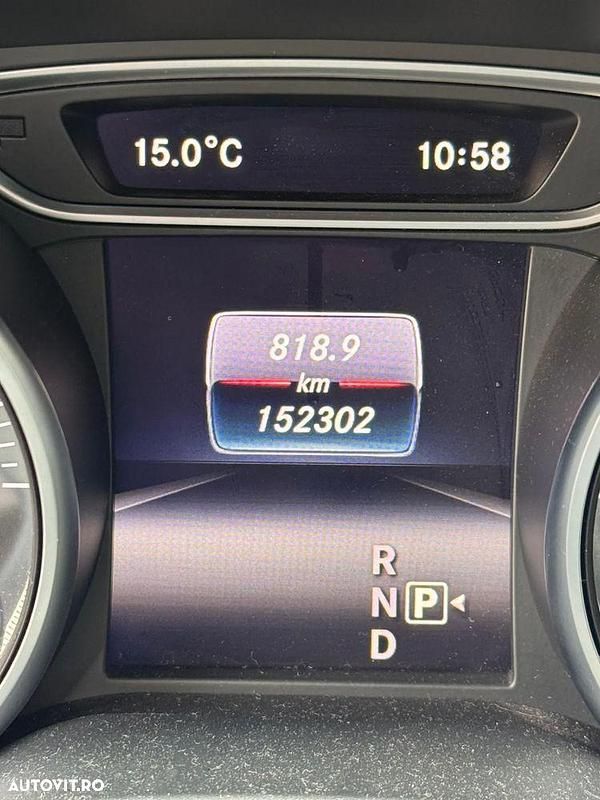 15.0°C 10:58
818.9
km
152302
R
N P
D
AUTOVIT.RO